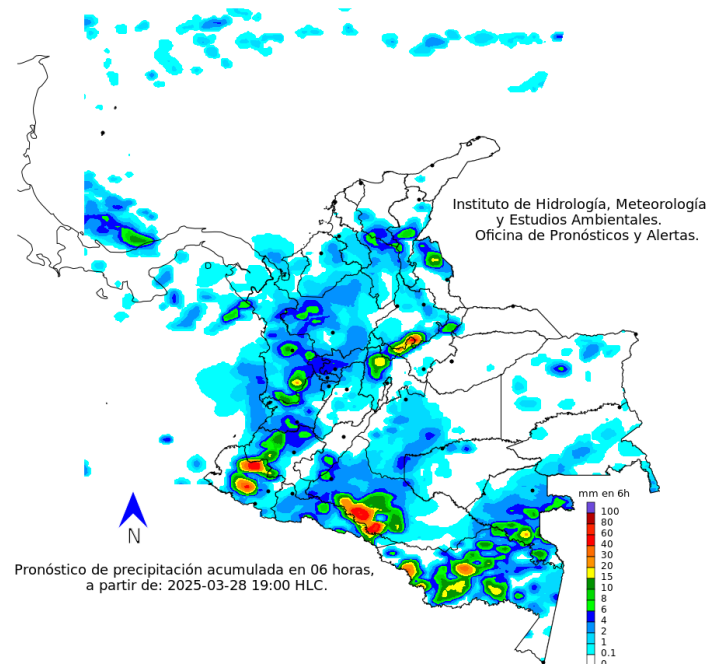 Instituto de Hidrología, Meteorología
y Estudios Ambientales.
Oficina de Pronósticos y Alertas.
N
Pronóstico de precipitación acumulada en 06 horas,
a partir de: 2025-03-28 19:00 HLC.
mm en 6h
100
80
60
40
30
20
15
10
8
6
4
2
1
0.1
0